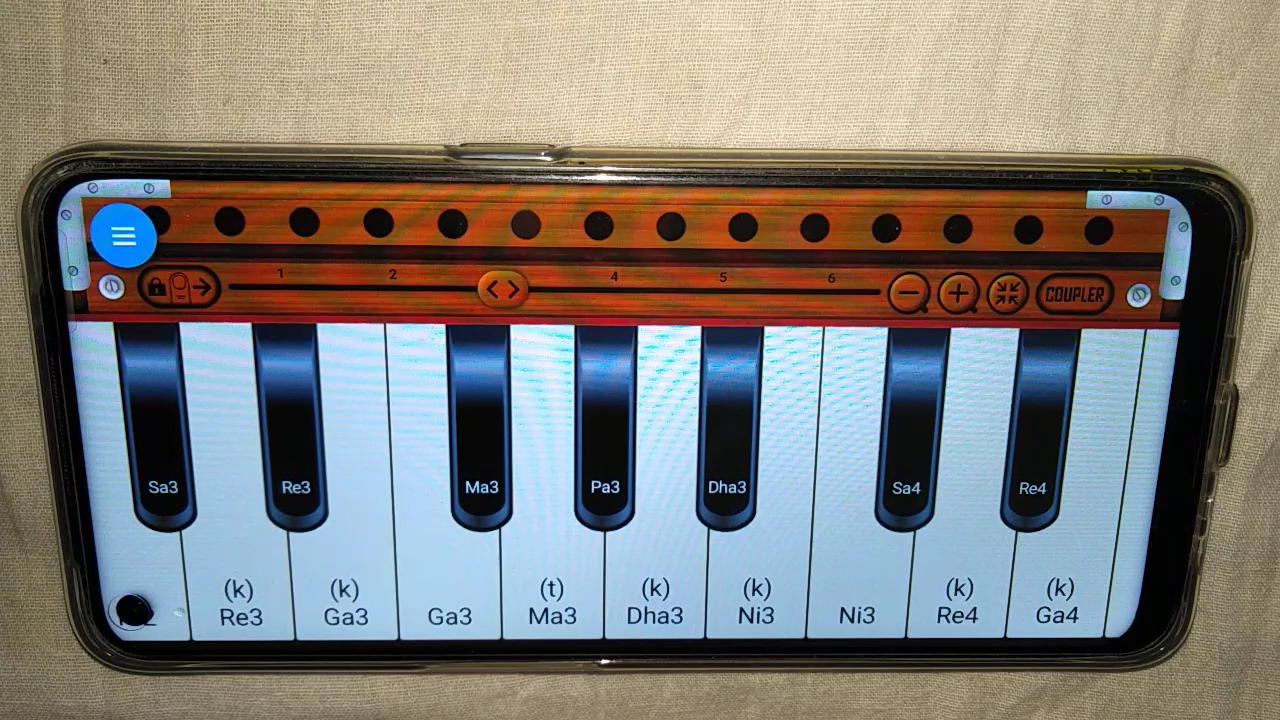 1 2 4 5 6
COUPLER
Sa3 Re3 Ma3 Pa3 Dha3 Sa4 Re4
(k) (k) (t) (k) (k) (k) (k)
Re3 Ga3 Ga3 Ma3 Dha3 Ni3 Ni3 Re4 Ga4